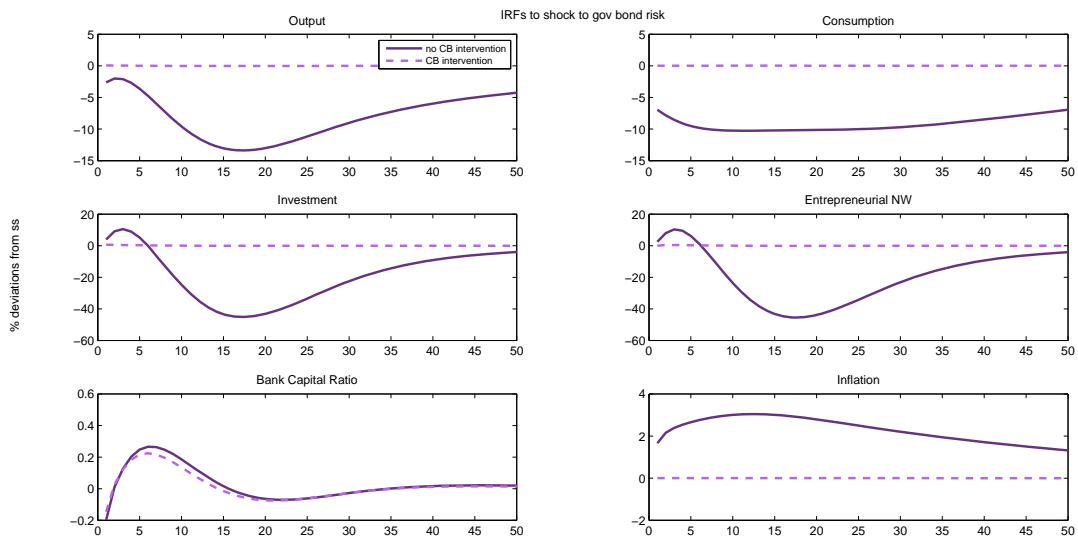 IRFs to shock to gov bond risk
% deviations from ss
Output
no CB intervention
CB intervention
5
0
−5
−10
−15
0 5 10 15 20 25 30 35 40 45 50
Consumption
5
0
−5
−10
−15
0 5 10 15 20 25 30 35 40 45 50
Investment
20
0
−20
−40
−60
0 5 10 15 20 25 30 35 40 45 50
Entrepreneurial NW
20
0
−20
−40
−60
0 5 10 15 20 25 30 35 40 45 50
Bank Capital Ratio
0.6
0.4
0.2
0
−0.2
0 5 10 15 20 25 30 35 40 45 50
Inflation
4
2
0
−2
0 5 10 15 20 25 30 35 40 45 50